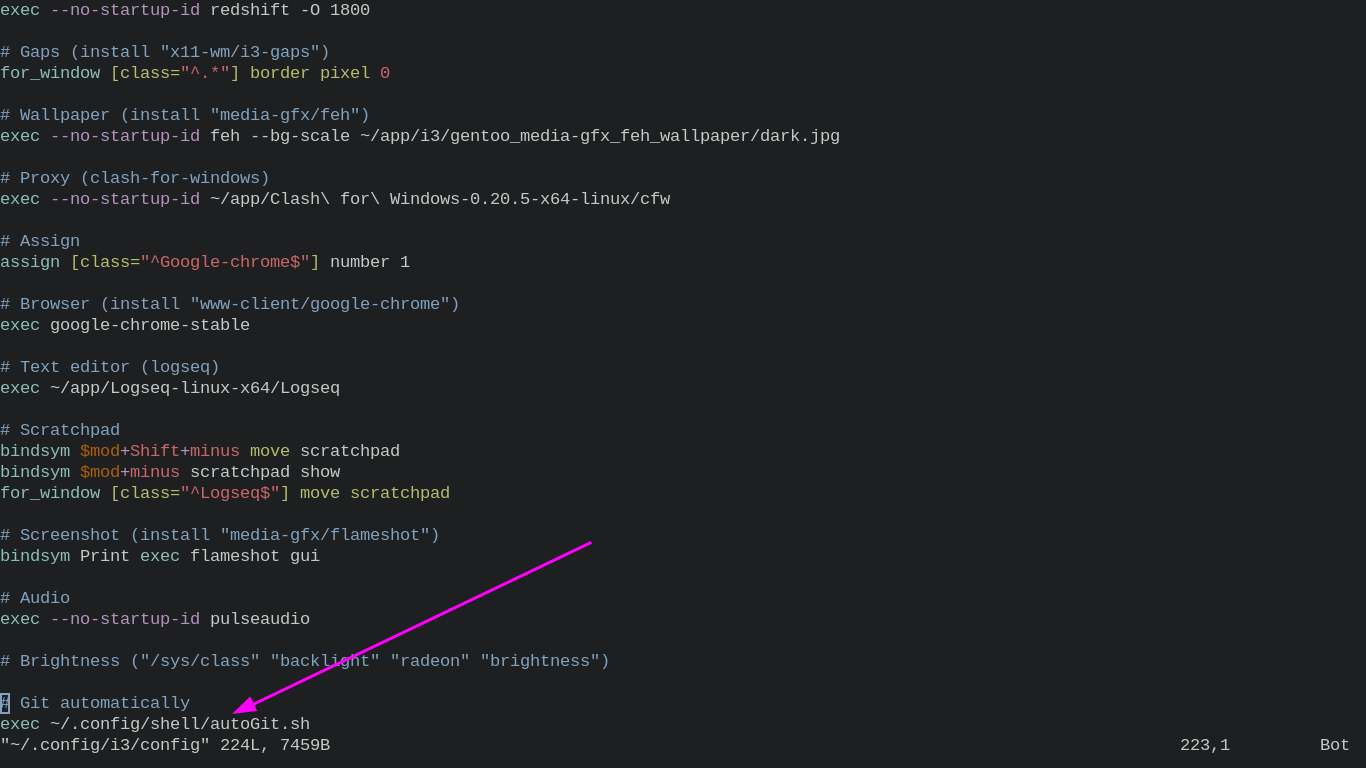 exec --no-startup-id redshift -O 1800
# Gaps (install "x11-wm/i3-gaps")
for_window [class="^.*"] border pixel 0
# Wallpaper (install "media-gfx/feh")
exec --no-startup-id feh --bg-scale ~/app/i3/gentoo_media-gfx_feh_wallpaper/dark.jpg
# Proxy (clash-for-windows)
exec --no-startup-id ~/app/Clash\ for\ Windows-0.20.5-x64-linux/cfw
# Assign
assign [class="^Google-chrome$"] number 1
# Browser (install "www-client/google-chrome")
exec google-chrome-stable
# Text editor (logseq)
exec ~/app/Logseq-linux-x64/Logseq
# Scratchpad
bindsym $mod+Shift+minus move scratchpad
bindsym $mod+minus scratchpad show
for_window [class="^Logseq$"] move scratchpad
# Screenshot (install "media-gfx/flameshot")
bindsym Print exec flameshot gui
# Audio
exec --no-startup-id pulseaudio
# Brightness ("/sys/class" "backlight" "radeon" "brightness")
# Git automatically
exec ~/.config/shell/autoGit.sh
"~/.config/i3/config" 224L, 7459B 223,1 Bot